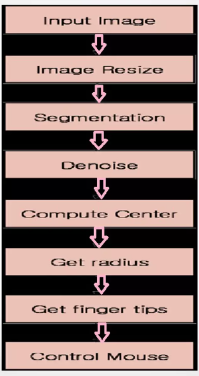 Input Image
Image Resize
Segmentation
Denoise
Compute Center
Get radius
Get finger tips
Control Mouse